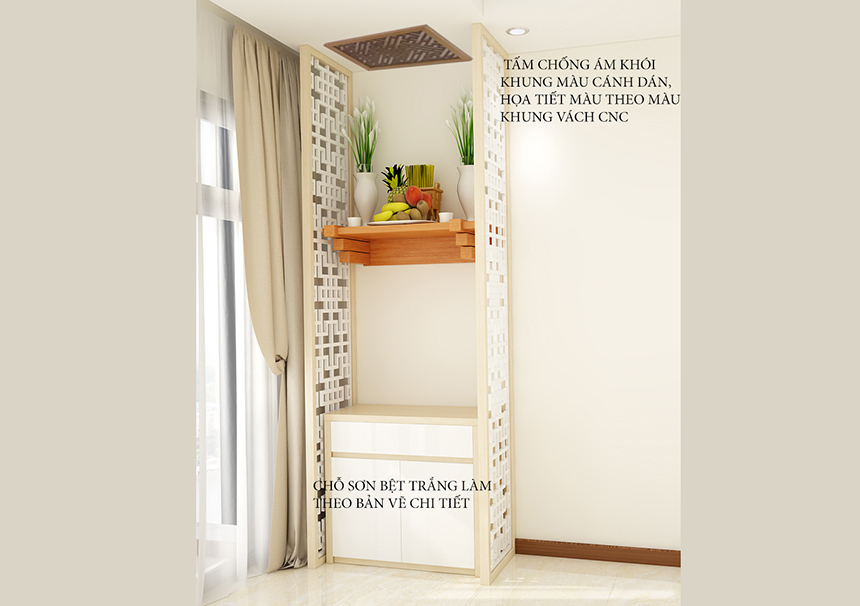 TẤM CHỐNG ÁM KHÓI
KHUNG MÀU CÁNH DÁN,
HỌA TIẾT MÀU THEO MÀU
KHUNG VÁCH CNC
CHỖ SƠN BỆT TRẮNG LÀM
THEO BẢN VẼ CHI TIẾT